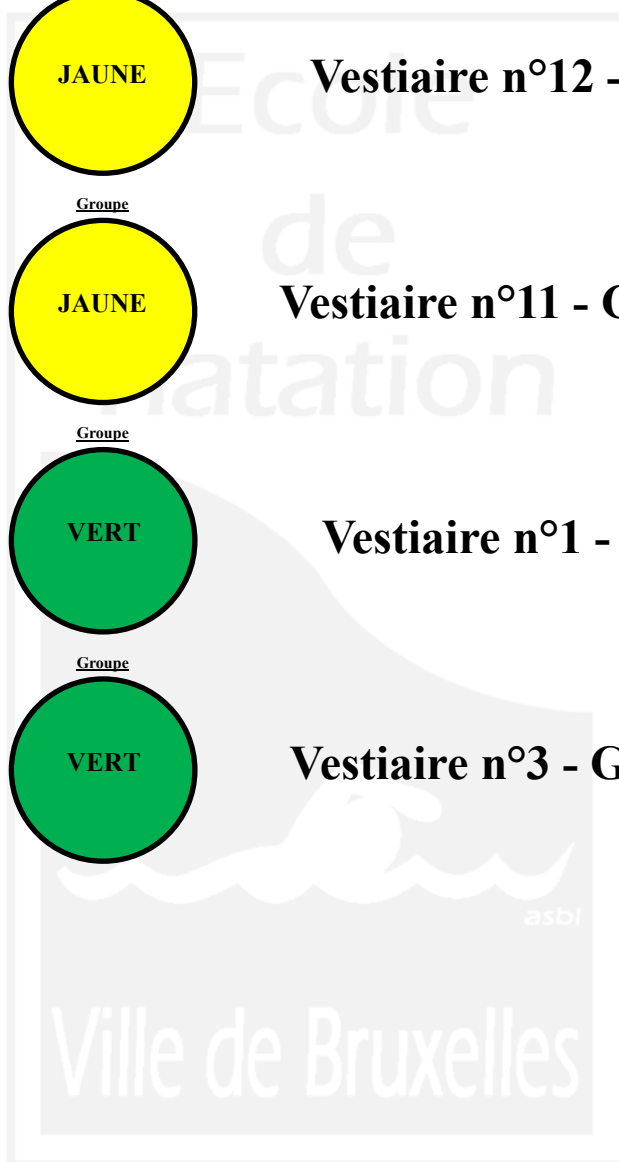 JAUNE
Vestiaire n°12 -
Groupe
JAUNE
Vestiaire n°11 - G
Groupe
VERT
Vestiaire n°1 -
Groupe
VERT
Vestiaire n°3 - G
Ecole
de
natation
asbl
Ville de Bruxelles